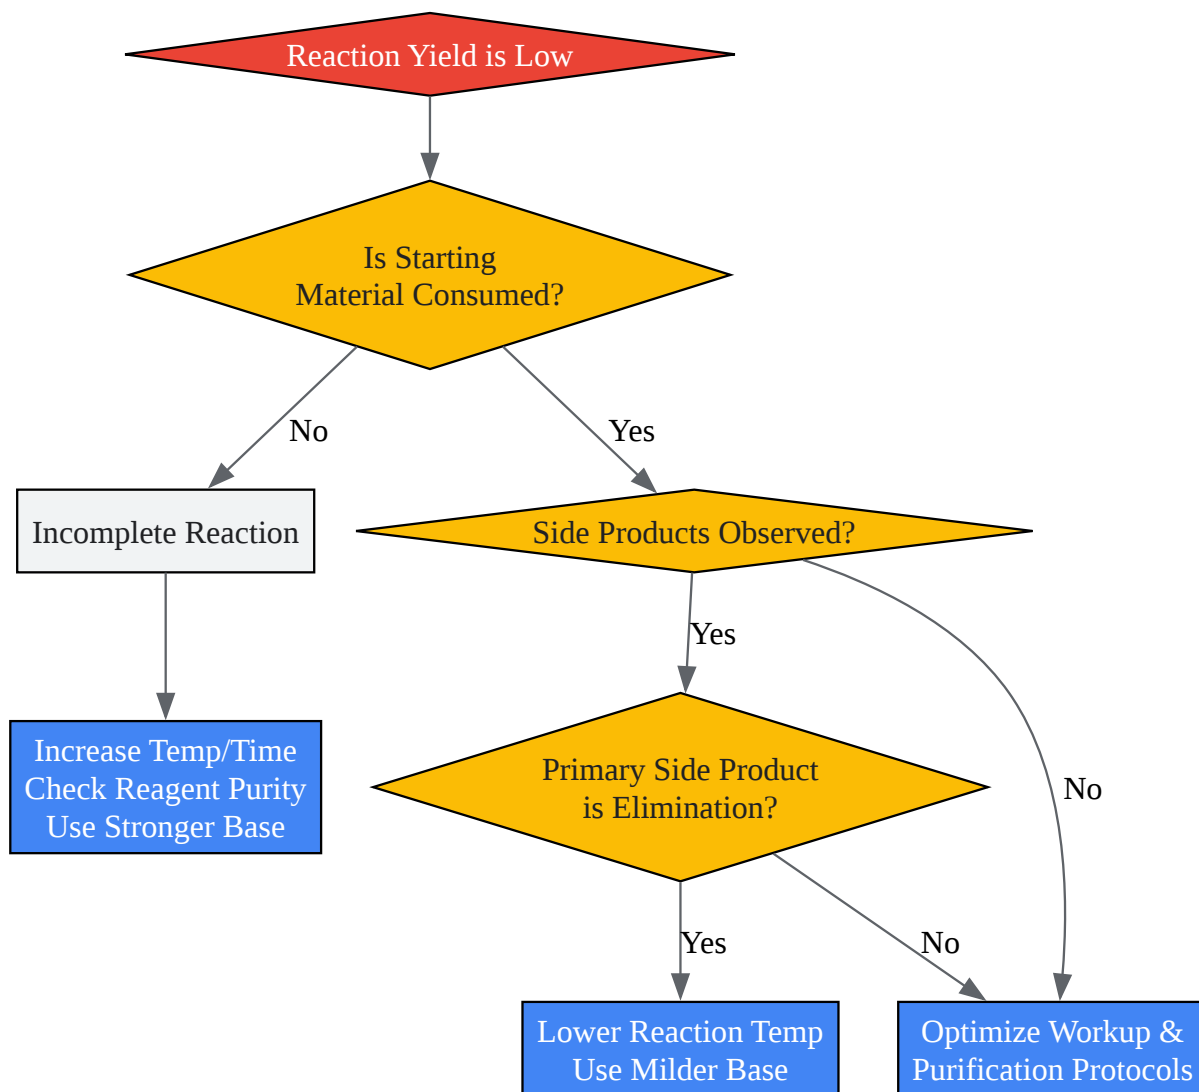 Reaction Yield is Low
Is Starting
Material Consumed?
No
Yes
Incomplete Reaction
Side Products Observed?
Yes
Increase Temp/Time
Check Reagent Purity
Use Stronger Base
Primary Side Product
is Elimination?
No
Yes
No
Lower Reaction Temp
Use Milder Base
Optimize Workup &
Purification Protocols